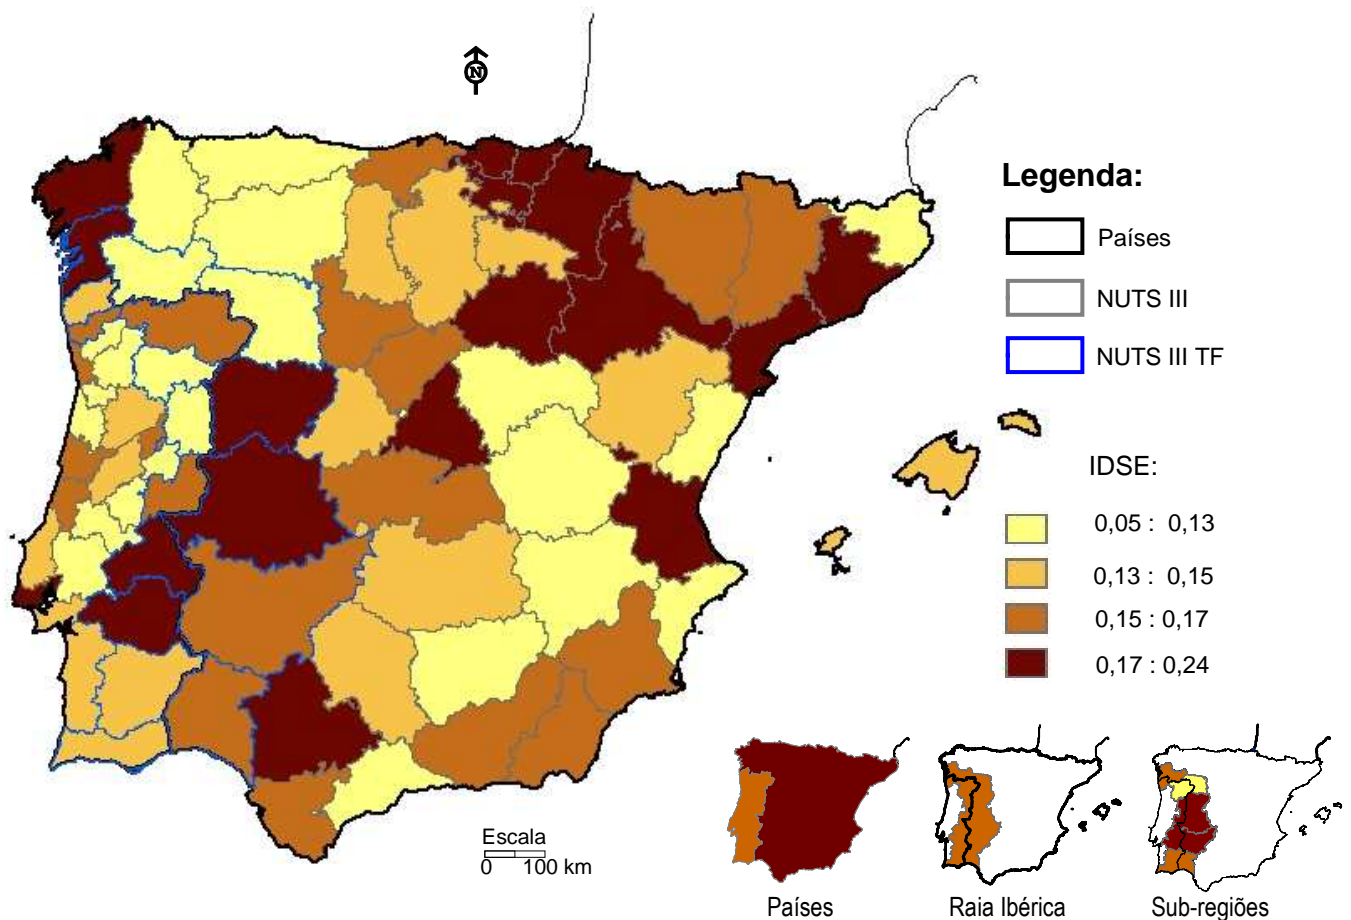 N
Legenda:
Países
NUTS III
NUTS III TF
IDSE:
0,05 : 0,13
0,13 : 0,15
0,15 : 0,17
0,17 : 0,24
Escala
0 100 km
Países
Raia Ibérica
Sub-regiões